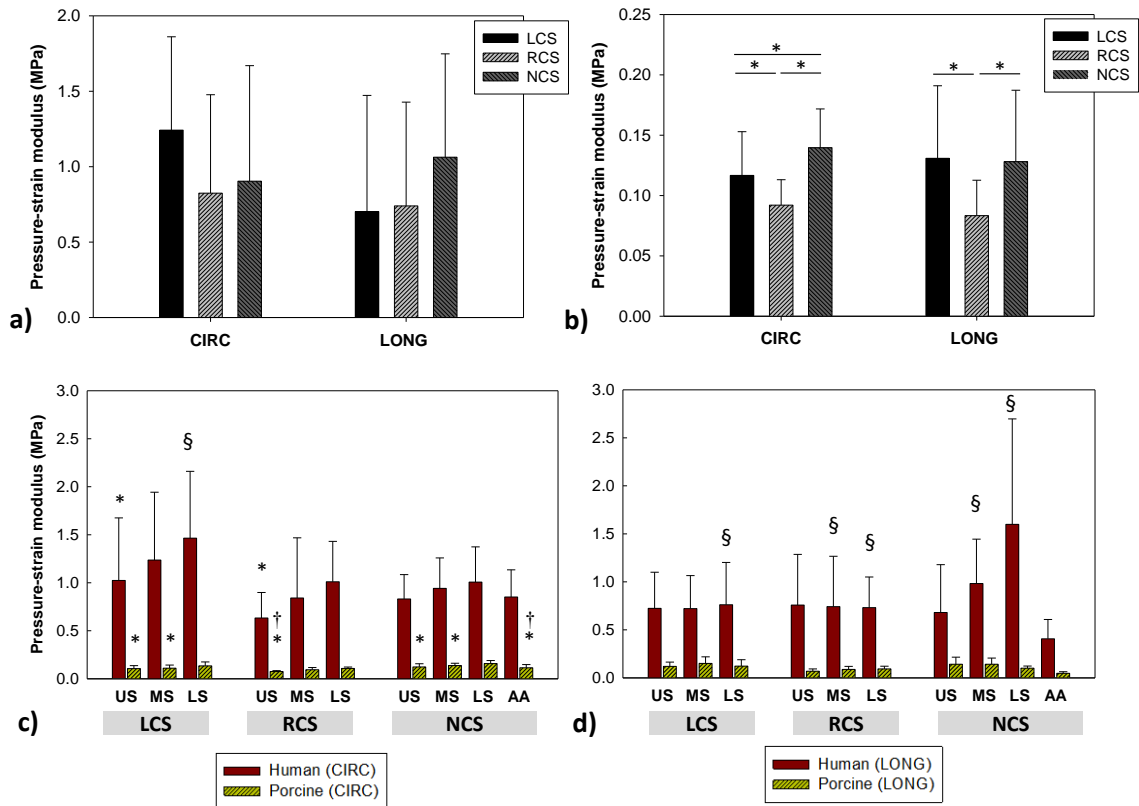 Pressure-strain modulus (MPa)
2.0
1.5
1.0
0.5
0.0
LCS
RCS
NCS
CIRC
LONG
a)
Pressure-strain modulus (MPa)
0.25
0.20
0.15
0.10
0.05
0.00
LCS
RCS
NCS
*
* *
* *
CIRC
LONG
b)
Pressure-strain modulus (MPa)
3.0
2.5
2.0
1.5
1.0
0.5
0.0
§
*
* *
*
†
*
* *
†
*
US MS LS US MS LS US MS LS AA
LCS RCS NCS
c)
Human (CIRC)
Porcine (CIRC)
3.0
2.5
2.0
1.5
1.0
0.5
0.0
§
§ §
§
§
US MS LS US MS LS US MS LS AA
LCS RCS NCS
d)
Human (LONG)
Porcine (LONG)